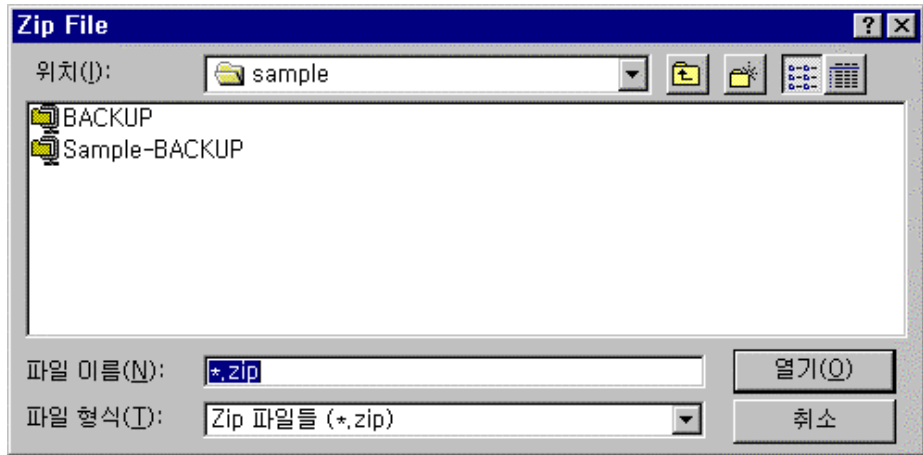 Zip File
위치(I): sample
BACKUP
Sample-BACKUP
파일 이름(N): *.zip 열기(O)
파일 형식(T): Zip 파일들 (*.zip) 취소